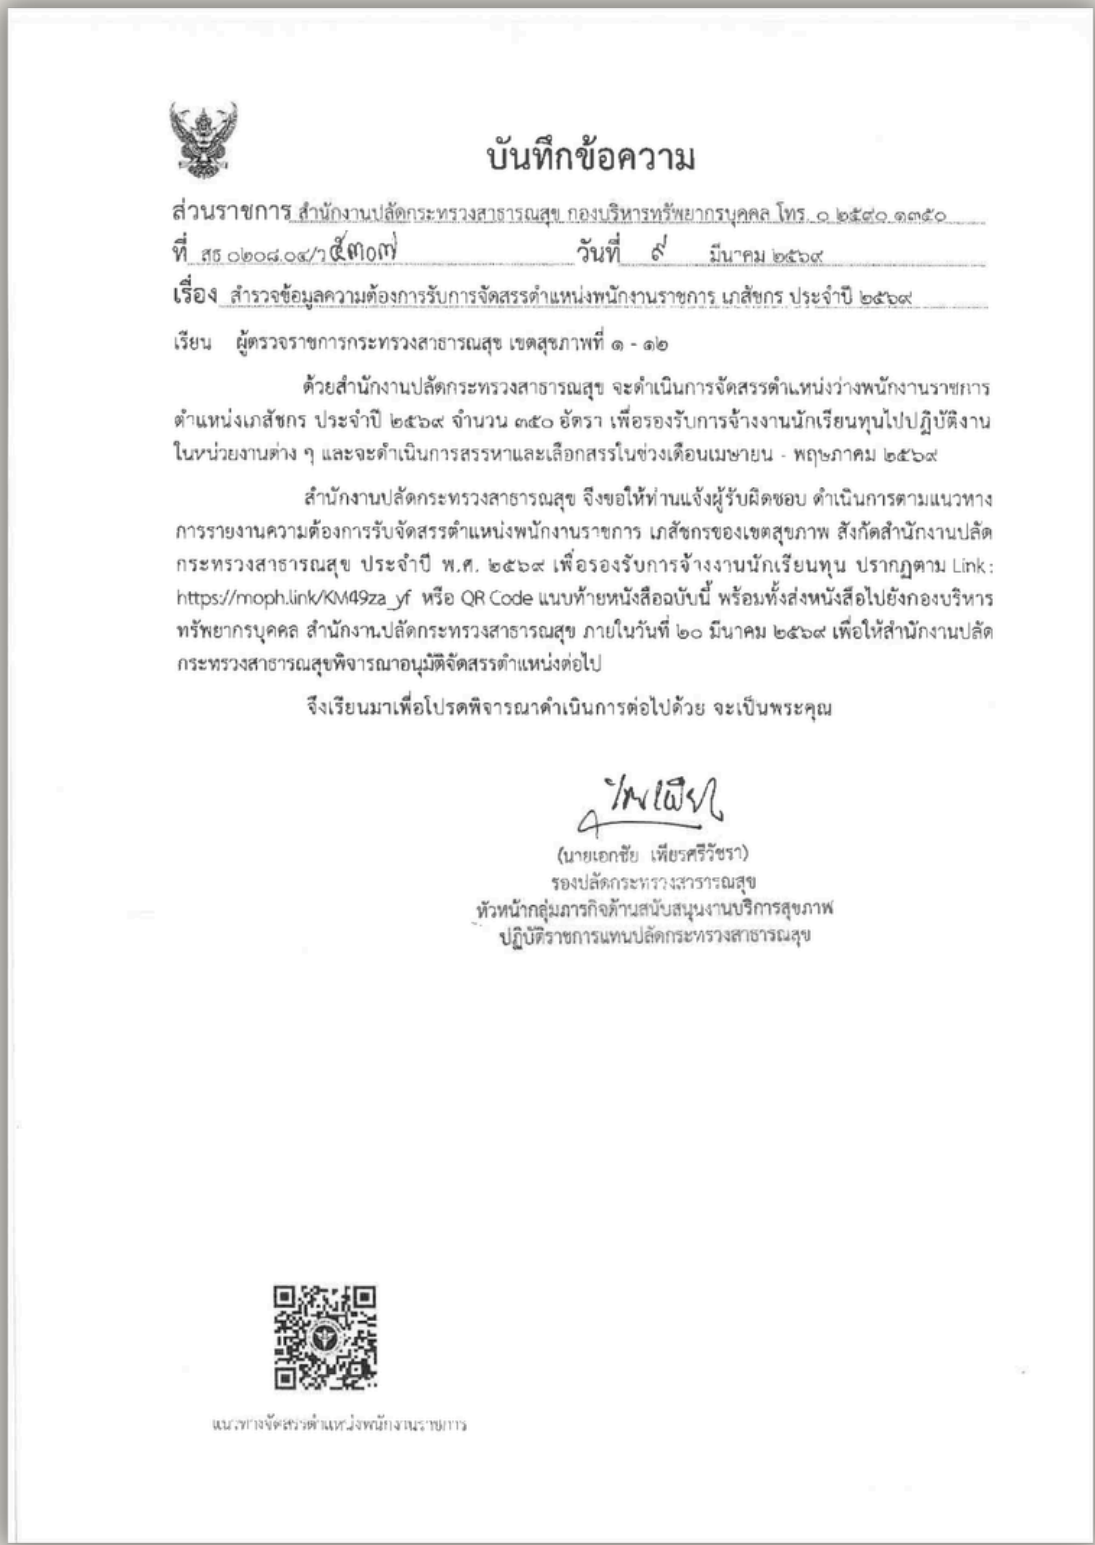 บันทึกข้อความ
ส่วนราชการ สำนักงานปลัดกระทรวงสาธารณสุข กองบริหารทรัพยากรบุคคล โทร. ๐ ๒๕๙๐ ๑๓๕๐
ที่ สธ ๐๒๐๘.๐๔/ว ๕๓๐๗ วันที่ ๙ มีนาคม ๒๕๖๙
เรื่อง สำรวจข้อมูลความต้องการรับการจัดสรรตำแหน่งพนักงานราชการ เภสัชกร ประจำปี ๒๕๖๙
เรียน ผู้ตรวจราชการกระทรวงสาธารณสุข เขตสุขภาพที่ ๑ - ๑๒
ด้วยสำนักงานปลัดกระทรวงสาธารณสุข จะดำเนินการจัดสรรตำแหน่งว่างพนักงานราชการ
ตำแหน่งเภสัชกร ประจำปี ๒๕๖๙ จำนวน ๓๕๐ อัตรา เพื่อรองรับการจ้างงานนักเรียนทุนไปปฏิบัติงาน
ในหน่วยงานต่าง ๆ และจะดำเนินการสรรหาและเลือกสรรในช่วงเดือนเมษายน - พฤษภาคม ๒๕๖๙
สำนักงานปลัดกระทรวงสาธารณสุข จึงขอให้ท่านแจ้งผู้รับผิดชอบ ดำเนินการตามแนวทาง
การรายงานความต้องการรับจัดสรรตำแหน่งพนักงานราชการ เภสัชกรของเขตสุขภาพ สังกัดสำนักงานปลัด
กระทรวงสาธารณสุข ประจำปี พ.ศ. ๒๕๖๙ เพื่อรองรับการจ้างงานนักเรียนทุน ปรากฏตาม Link :
https://moph.link/KM49za_yf หรือ QR Code แนบท้ายหนังสือฉบับนี้ พร้อมทั้งส่งหนังสือไปยังกองบริหาร
ทรัพยากรบุคคล สำนักงานปลัดกระทรวงสาธารณสุข ภายในวันที่ ๒๐ มีนาคม ๒๕๖๙ เพื่อให้สำนักงานปลัด
กระทรวงสาธารณสุขพิจารณาอนุมัติจัดสรรตำแหน่งต่อไป
จึงเรียนมาเพื่อโปรดพิจารณาดำเนินการต่อไปด้วย จะเป็นพระคุณ
(นายเอกชัย เพียรศรีวัชรา)
รองปลัดกระทรวงสาธารณสุข
หัวหน้ากลุ่มภารกิจด้านสนับสนุนงานบริการสุขภาพ
ปฏิบัติราชการแทนปลัดกระทรวงสาธารณสุข
แนวทางจัดสรรตำแหน่งพนักงานราชการ